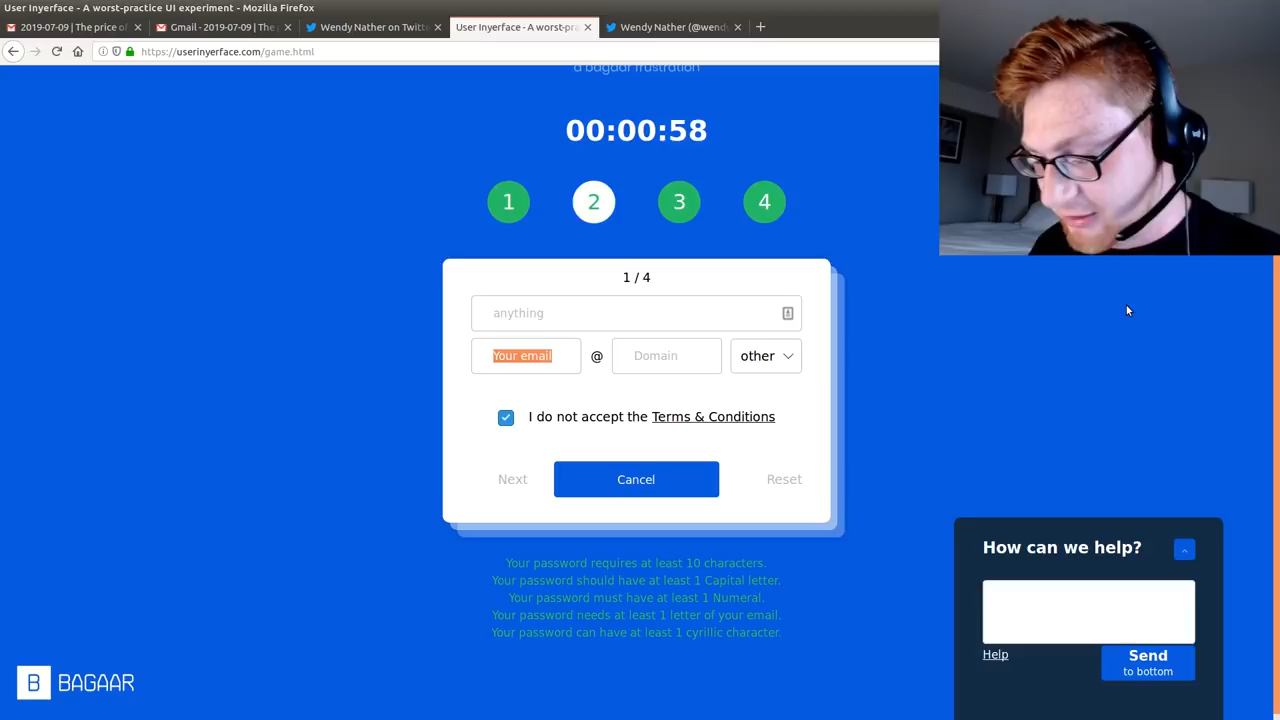 User Inyerface - A worst-practice UI experiment - Mozilla Firefox
2019-07-09 | The price of
Gmail - 2019-07-09 | The
Wendy Nather on Twitte
User Inyerface - A worst-pra
Wendy Nather (@wendy
https://userinyerface.com/game.html
a bagaar frustration
00:00:58
1 2 3 4
1 / 4
anything
Your email @ Domain other
I do not accept the Terms & Conditions
Next Cancel Reset
Your password requires at least 10 characters.
Your password should have at least 1 Capital letter.
Your password must have at least 1 Numeral.
Your password needs at least 1 letter of your email.
Your password can have at least 1 cyrillic character.
How can we help?
Help
Send
to bottom
B BAGAAR